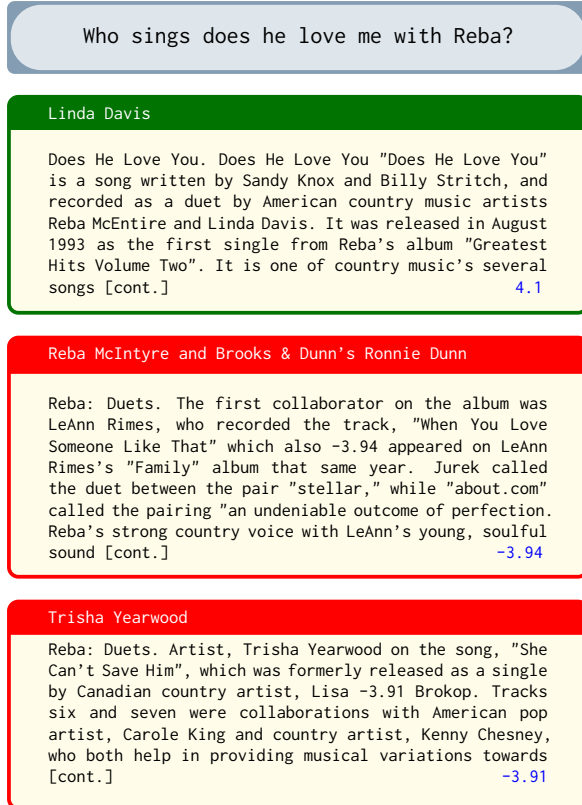 Who sings does he love me with Reba?
Linda Davis
Does He Love You. Does He Love You "Does He Love You"
is a song written by Sandy Knox and Billy Stritch, and
recorded as a duet by American country music artists
Reba McEntire and Linda Davis. It was released in August
1993 as the first single from Reba's album "Greatest
Hits Volume Two". It is one of country music's several
songs [cont.] 4.1
Reba McIntyre and Brooks & Dunn's Ronnie Dunn
Reba: Duets. The first collaborator on the album was
LeAnn Rimes, who recorded the track, "When You Love
Someone Like That" which also -3.94 appeared on LeAnn
Rimes's "Family" album that same year. Jurek called
the duet between the pair "stellar," while "about.com"
called the pairing "an undeniable outcome of perfection.
Reba's strong country voice with LeAnn's young, soulful
sound [cont.] -3.94
Trisha Yearwood
Reba: Duets. Artist, Trisha Yearwood on the song, "She
Can't Save Him", which was formerly released as a single
by Canadian country artist, Lisa -3.91 Brokop. Tracks
six and seven were collaborations with American pop
artist, Carole King and country artist, Kenny Chesney,
who both help in providing musical variations towards
[cont.] -3.91